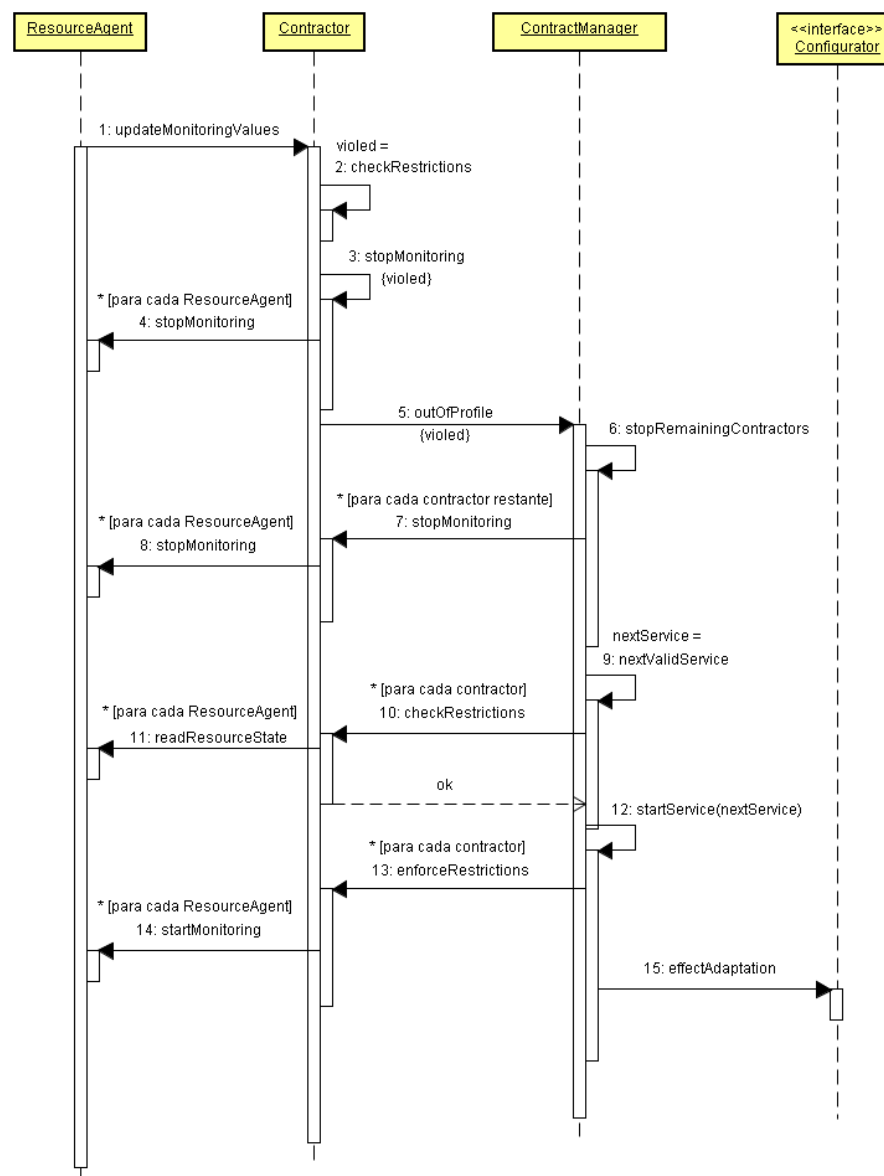 ResourceAgent
Contractor
ContractManager
<<interface>>
Configurator
1: updateMonitoringValues
violed =
2: checkRestrictions
3: stopMonitoring
{violed}
* [para cada ResourceAgent]
4: stopMonitoring
5: outOfProfile
{violed}
6: stopRemainingContractors
* [para cada contractor restante]
7: stopMonitoring
* [para cada ResourceAgent]
8: stopMonitoring
nextService =
9: nextValidService
* [para cada contractor]
10: checkRestrictions
* [para cada ResourceAgent]
11: readResourceState
ok
12: startService(nextService)
* [para cada contractor]
13: enforceRestrictions
* [para cada ResourceAgent]
14: startMonitoring
15: effectAdaptation